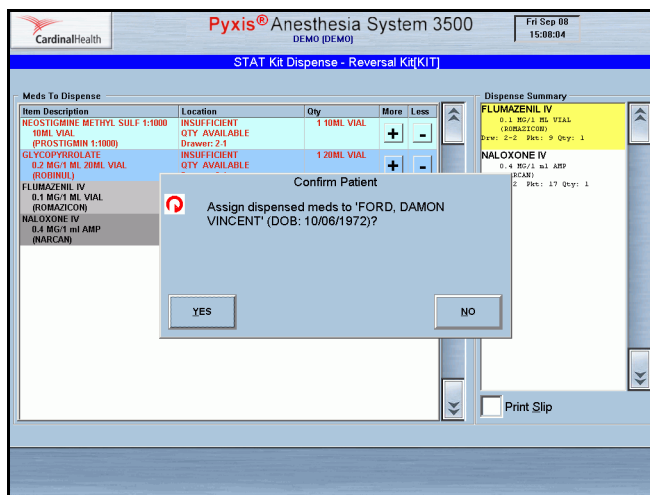 CardinalHealth
Pyxis® Anesthesia System 3500
DEMO [DEMO]
Fri Sep 08
15:08:04
STAT Kit Dispense - Reversal Kit[KIT]
Meds To Dispense
Item Description Location Qty More Less
NEOSTIGMINE METHYL SULF 1:1000 INSUFFICIENT 1 10ML VIAL
10ML VIAL QTY AVAILABLE + -
(PROSTIGMIN 1:1000) Drawer: 2-1
GLYCOPYRROLATE INSUFFICIENT 1 20ML VIAL
0.2 MG/1 ML 20ML VIAL QTY AVAILABLE + -
(ROBINUL)
FLUMAZENIL IV
0.1 MG/1 ML VIAL
(ROMAZICON)
NALOXONE IV
0.4 MG/1 ml AMP
(NARCAN)
Dispense Summary
FLUMAZENIL IV
0.1 MG/1 ML VIAL
(ROMAZICON)
Drw: 2-2 Pkt: 9 Qty: 1
NALOXONE IV
0.4 MG/1 ml AMP
RCAN)
2 Pkt: 17 Qty: 1
Confirm Patient
Assign dispensed meds to 'FORD, DAMON
VINCENT' (DOB: 10/06/1972)?
YES
NO
Print Slip